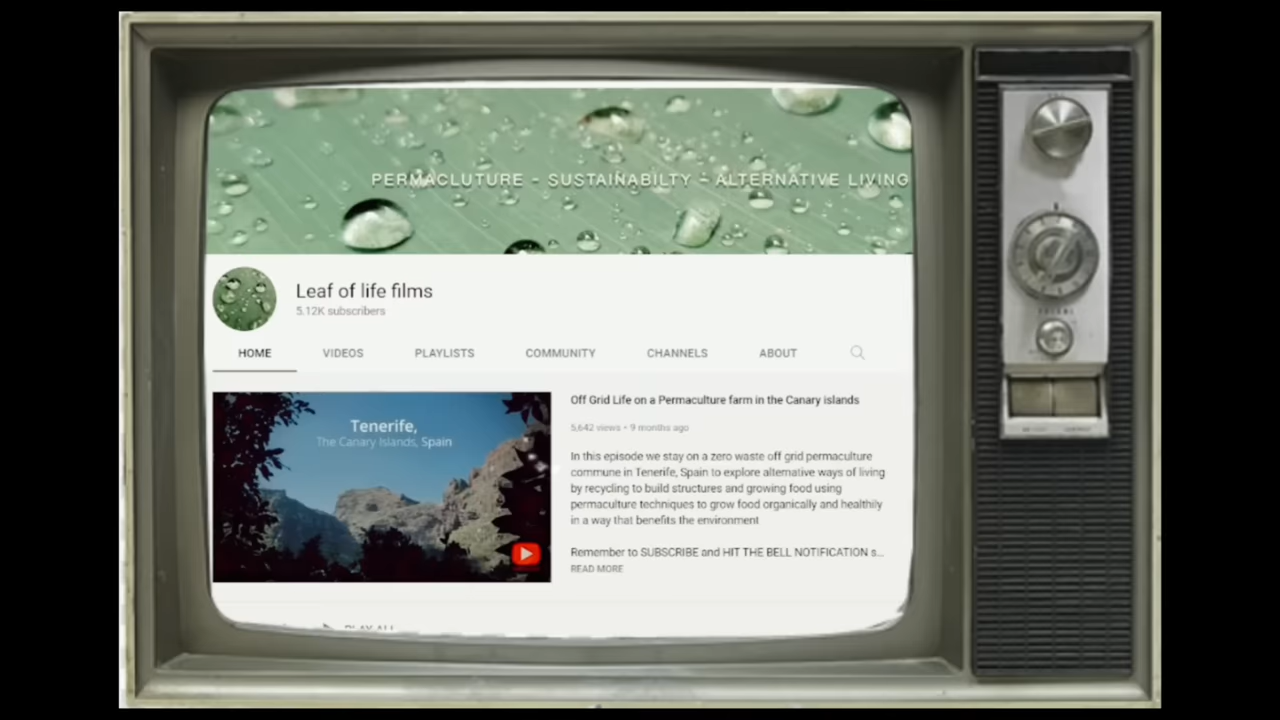 PERMACLUTURE - SUSTAINABILTY - ALTERNATIVE LIVING
Leaf of life films
5.12K subscribers
HOME VIDEOS PLAYLISTS COMMUNITY CHANNELS ABOUT
Tenerife,
The Canary Islands, Spain
Off Grid Life on a Permaculture farm in the Canary islands
5,642 views • 9 months ago
In this episode we stay on a zero waste off grid permaculture
commune in Tenerife, Spain to explore alternative ways of living
by recycling to build structures and growing food using
permaculture techniques to grow food organically and healthily
in a way that benefits the environment
Remember to SUBSCRIBE and HIT THE BELL NOTIFICATION s...
READ MORE
PLAY ALL